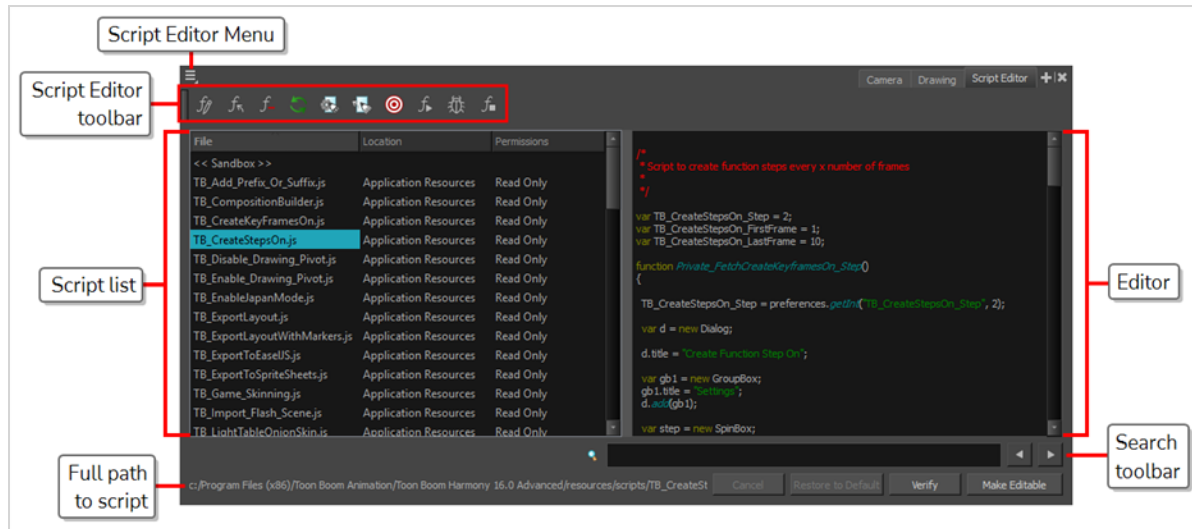 Script Editor Menu
Script Editor
toolbar
Camera Drawing Script Editor
File Location Permissions
<< Sandbox >>
TB_Add_Prefix_Or_Suffix.js Application Resources Read Only
TB_CompositionBuilder.js Application Resources Read Only
TB_CreateKeyFramesOn.js Application Resources Read Only
TB_CreateStepsOn.js Application Resources Read Only
TB_Disable_Drawing_Pivot.js Application Resources Read Only
TB_Enable_Drawing_Pivot.js Application Resources Read Only
TB_EnableJapanMode.js Application Resources Read Only
TB_ExportLayout.js Application Resources Read Only
TB_ExportLayoutWithMarkers.js Application Resources Read Only
TB_ExportToEaselJS.js Application Resources Read Only
TB_ExportToSpriteSheets.js Application Resources Read Only
TB_Game_Skinning.js Application Resources Read Only
TB_Import_Flash_Scene.js Application Resources Read Only
TB_LightTableOnionSkin.js Application Resources Read Only
/*
* Script to create function steps every x number of frames
*
*/
var TB_CreateStepsOn_Step = 2;
var TB_CreateStepsOn_FirstFrame = 1;
var TB_CreateStepsOn_LastFrame = 10;
function Private_FetchCreateKeyframesOn_Step()
{
TB_CreateStepsOn_Step = preferences.getInt("TB_CreateStepsOn_Step", 2);
var d = new Dialog;
d.title = "Create Function Step On";
var gb1 = new GroupBox;
gb1.title = "Settings";
d.add(gb1);
var step = new SpinBox;
Script list
Editor
Search
toolbar
Full path
to script
c:/Program Files (x86)/Toon Boom Animation/Toon Boom Harmony 16.0 Advanced/resources/scripts/TB_CreateSt
Cancel Restore to Default Verify Make Editable